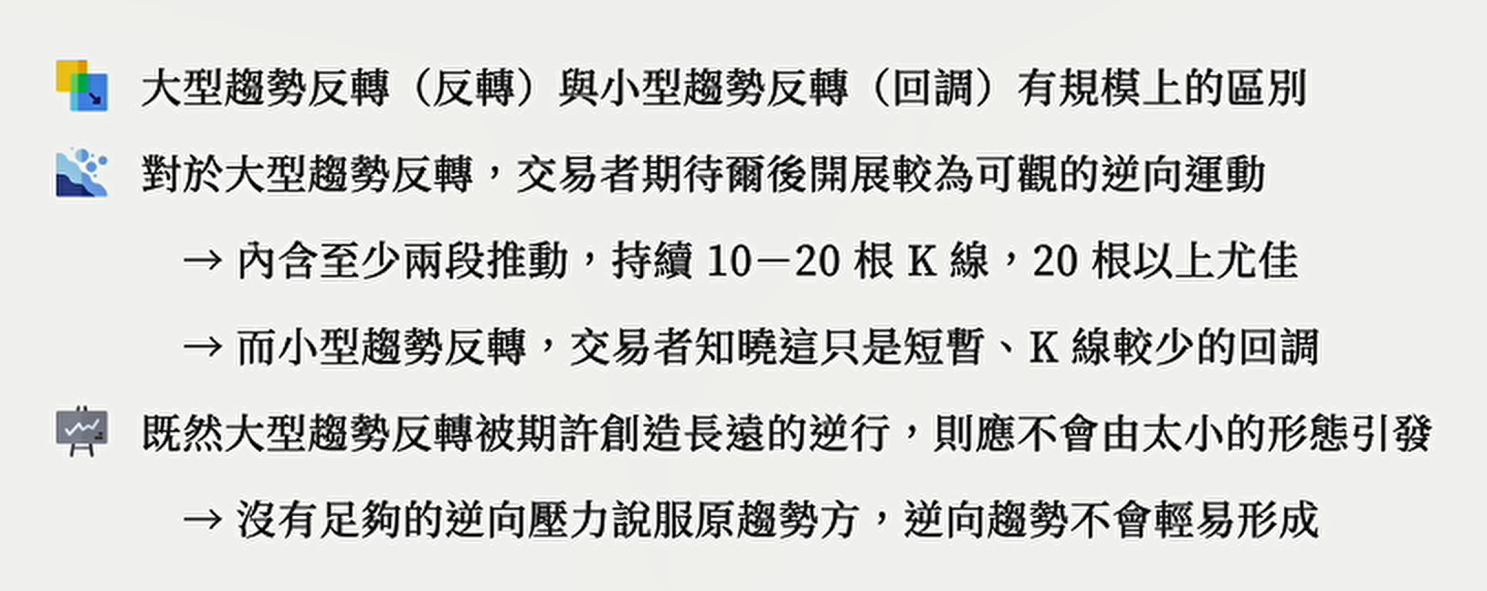 大型趨勢反轉（反轉）與小型趨勢反轉（回調）有規模上的區別
對於大型趨勢反轉，交易者期待爾後開展較為可觀的逆向運動
→ 內含至少兩段推動，持續 10－20 根 K 線，20 根以上尤佳
→ 而小型趨勢反轉，交易者知曉這只是短暫、K 線較少的回調
既然大型趨勢反轉被期許創造長遠的逆行，則應不會由太小的形態引發
→ 沒有足夠的逆向壓力說服原趨勢方，逆向趨勢不會輕易形成